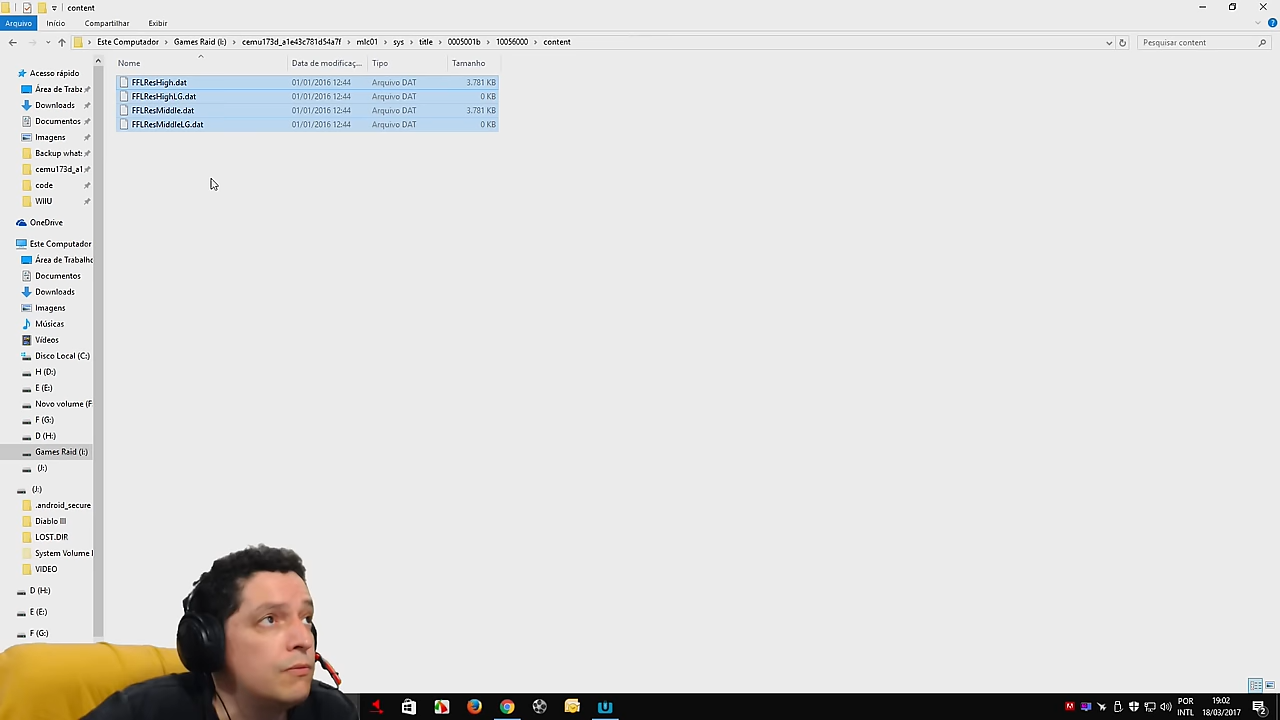 content
Arquivo Início Compartilhar Exibir
Este Computador Games Raid (I:) cemu173d_a1e43c781d54a7f mlc01 sys title 0005001b 10056000 content
Pesquisar content
Nome Data de modificaç... Tipo Tamanho
FFLResHigh.dat 01/01/2016 12:44 Arquivo DAT 3.781 KB
FFLResHighLG.dat 01/01/2016 12:44 Arquivo DAT 0 KB
FFLResMiddle.dat 01/01/2016 12:44 Arquivo DAT 3.781 KB
FFLResMiddleLG.dat 01/01/2016 12:44 Arquivo DAT 0 KB
Acesso rápido
Área de Traba
Downloads
Documentos
Imagens
Backup what:
cemu173d_a1
code
WiiU
OneDrive
Este Computador
Área de Trabalho
Documentos
Downloads
Imagens
Músicas
Vídeos
Disco Local (C:)
H (D:)
E (E:)
Novo volume (F
F (G:)
D (H:)
Games Raid (I:)
(J:)
(J:)
.android_secure
Diablo III
LOST.DIR
System Volume I
VIDEO
D (H:)
E (E:)
F (G:)
POR
INTL
19:02
18/03/2017
2